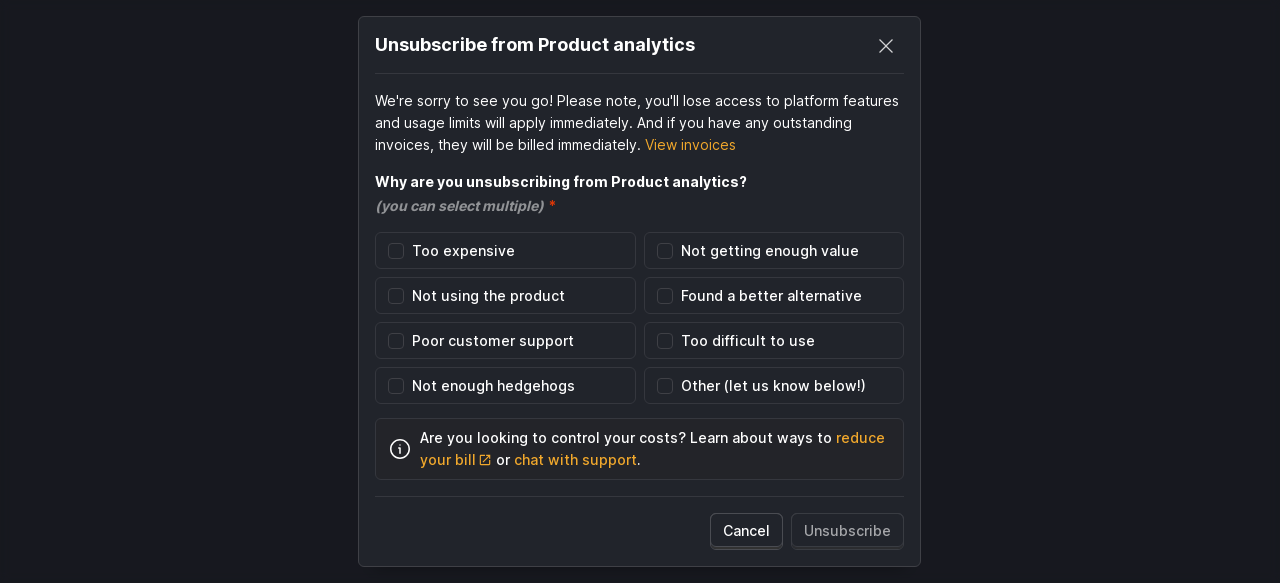 Unsubscribe from Product analytics
We're sorry to see you go! Please note, you'll lose access to platform features
and usage limits will apply immediately. And if you have any outstanding
invoices, they will be billed immediately. View invoices
Why are you unsubscribing from Product analytics?
(you can select multiple) *
Too expensive
Not getting enough value
Not using the product
Found a better alternative
Poor customer support
Too difficult to use
Not enough hedgehogs
Other (let us know below!)
Are you looking to control your costs? Learn about ways to reduce
your bill or chat with support.
Cancel
Unsubscribe